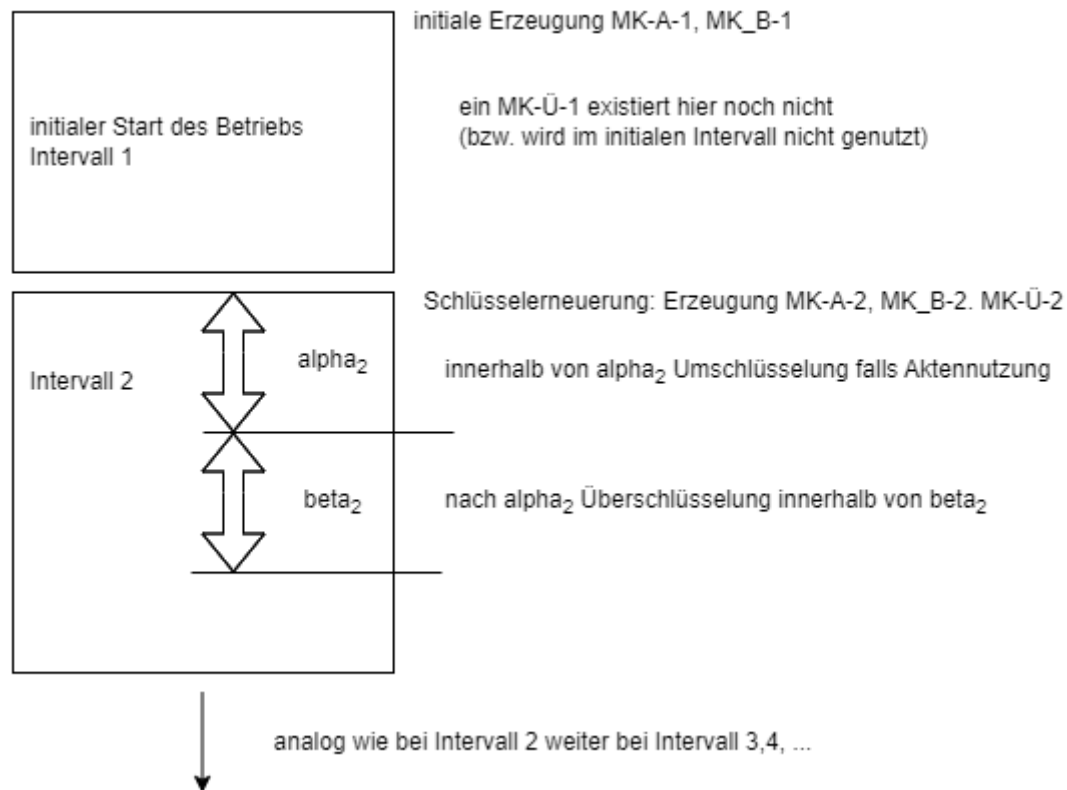 initiale Erzeugung MK-A-1, MK_B-1
ein MK-Ü-1 existiert hier noch nicht
(bzw. wird im initialen Intervall nicht genutzt)
initialer Start des Betriebs
Intervall 1
Schlüsselerneuerung: Erzeugung MK-A-2, MK_B-2. MK-Ü-2
Intervall 2
alpha₂
innerhalb von alpha₂ Umschlüsselung falls Aktennutzung
beta₂
nach alpha₂ Überschlüsselung innerhalb von beta₂
analog wie bei Intervall 2 weiter bei Intervall 3,4, ...